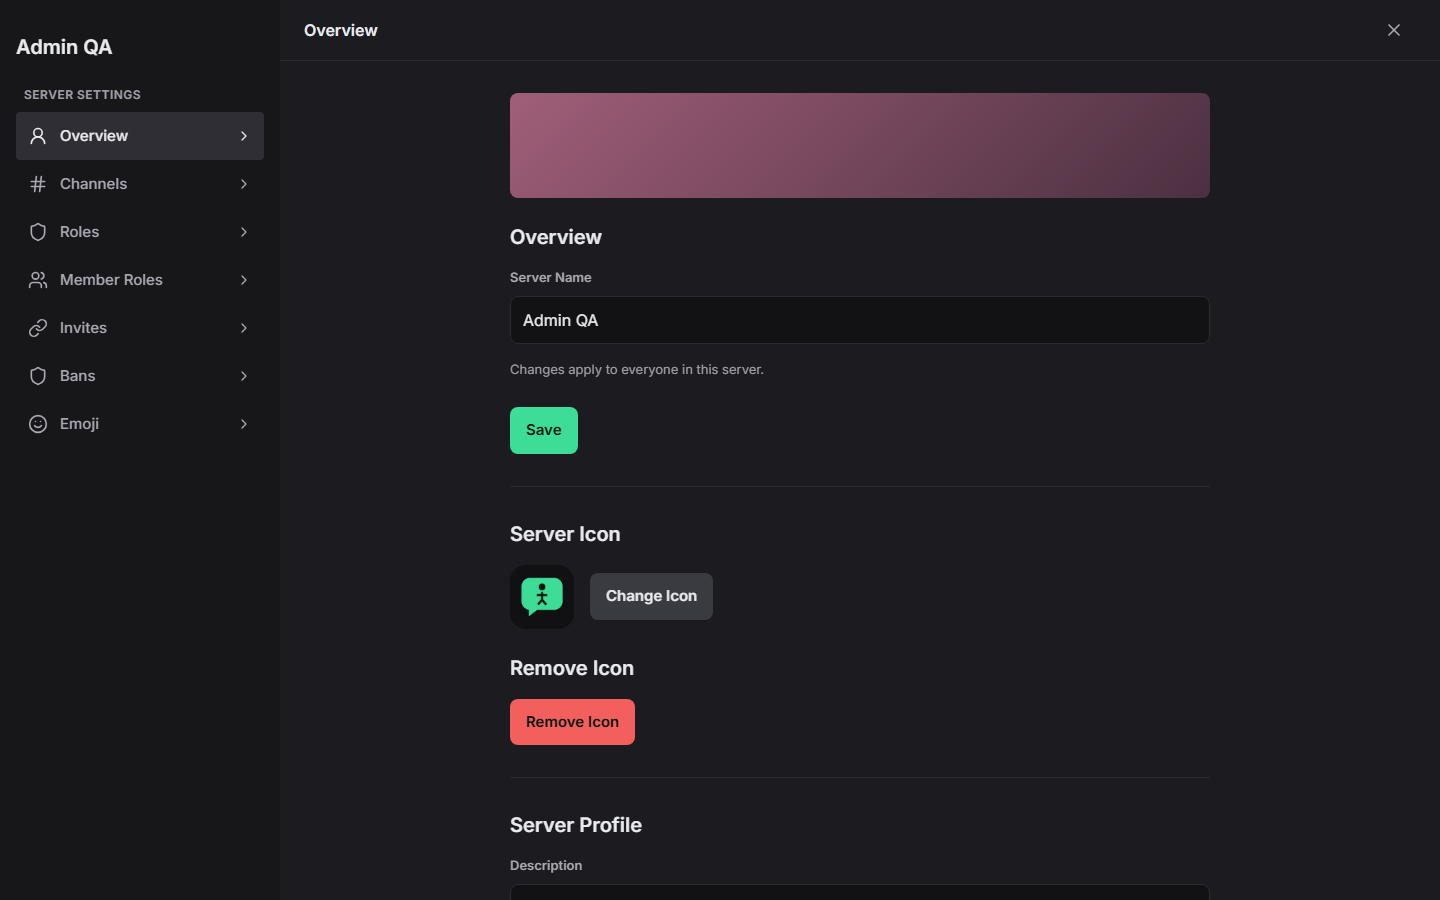 Admin QA
SERVER SETTINGS
Overview
Channels
Roles
Member Roles
Invites
Bans
Emoji
Overview
Overview
Server Name
Admin QA
Changes apply to everyone in this server.
Save
Server Icon
Change Icon
Remove Icon
Remove Icon
Server Profile
Description